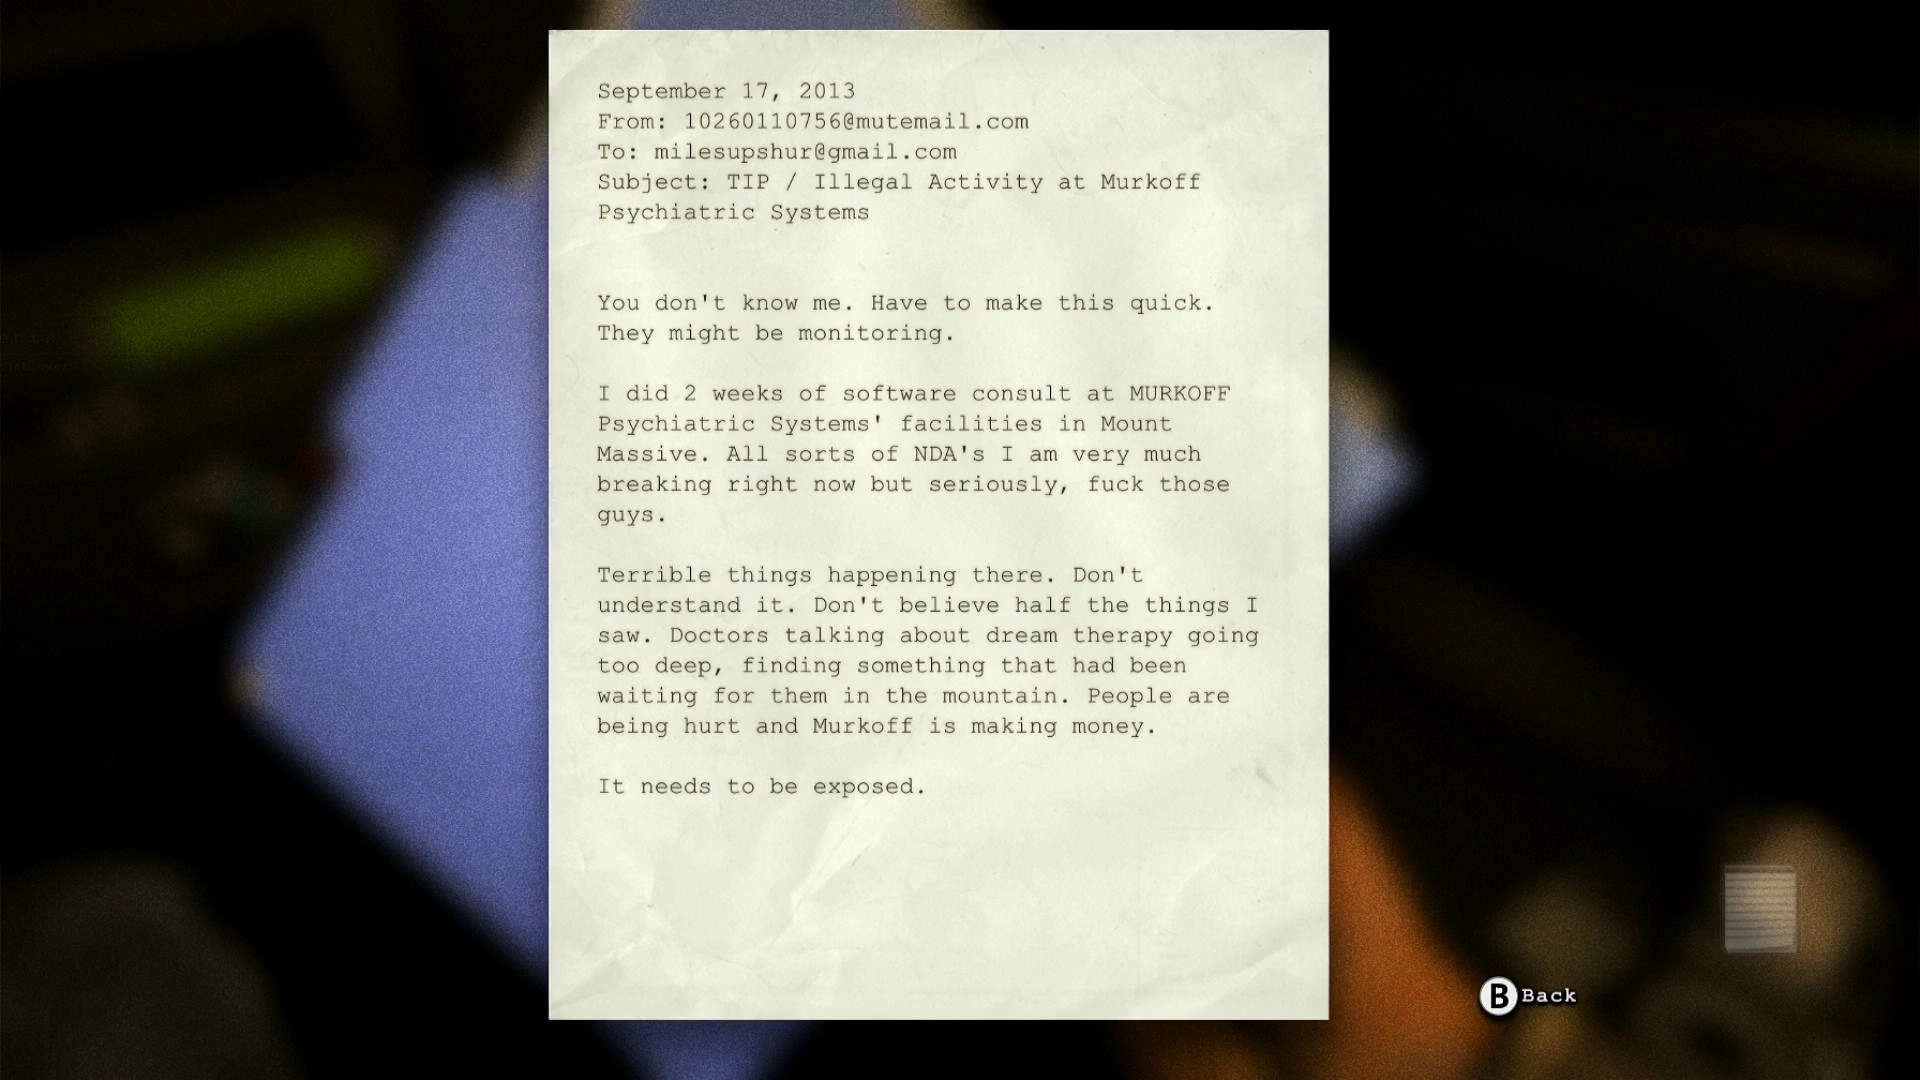 September 17, 2013
From: 10260110756@mutemail.com
To: milesupshur@gmail.com
Subject: TIP / Illegal Activity at Murkoff
Psychiatric Systems
You don't know me. Have to make this quick.
They might be monitoring.
I did 2 weeks of software consult at MURKOFF
Psychiatric Systems' facilities in Mount
Massive. All sorts of NDA's I am very much
breaking right now but seriously, fuck those
guys.
Terrible things happening there. Don't
understand it. Don't believe half the things I
saw. Doctors talking about dream therapy going
too deep, finding something that had been
waiting for them in the mountain. People are
being hurt and Murkoff is making money.
It needs to be exposed.
B Back